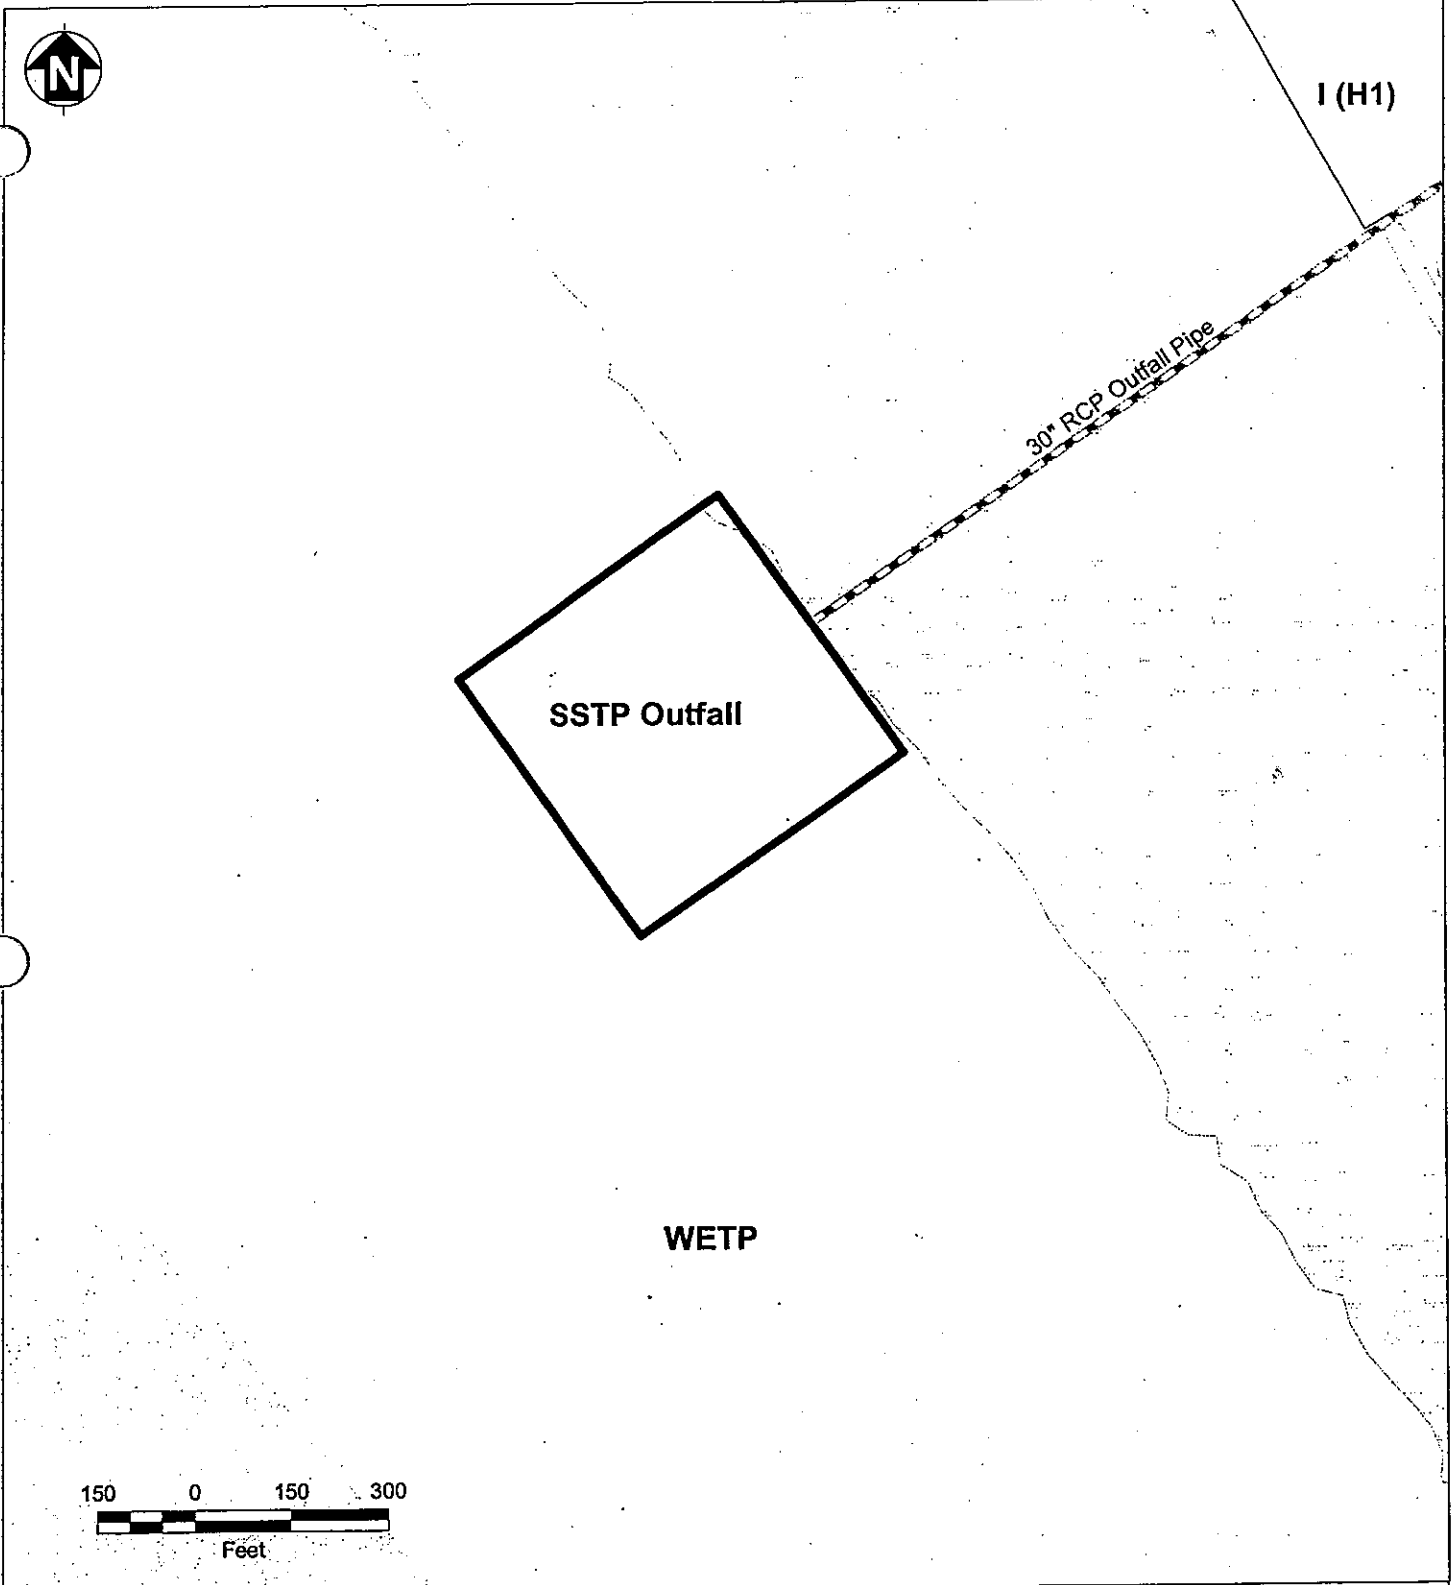 N
I (H1)
30" RCP Outfall Pipe
SSTP Outfall
WETP
150 0 150 300
Feet